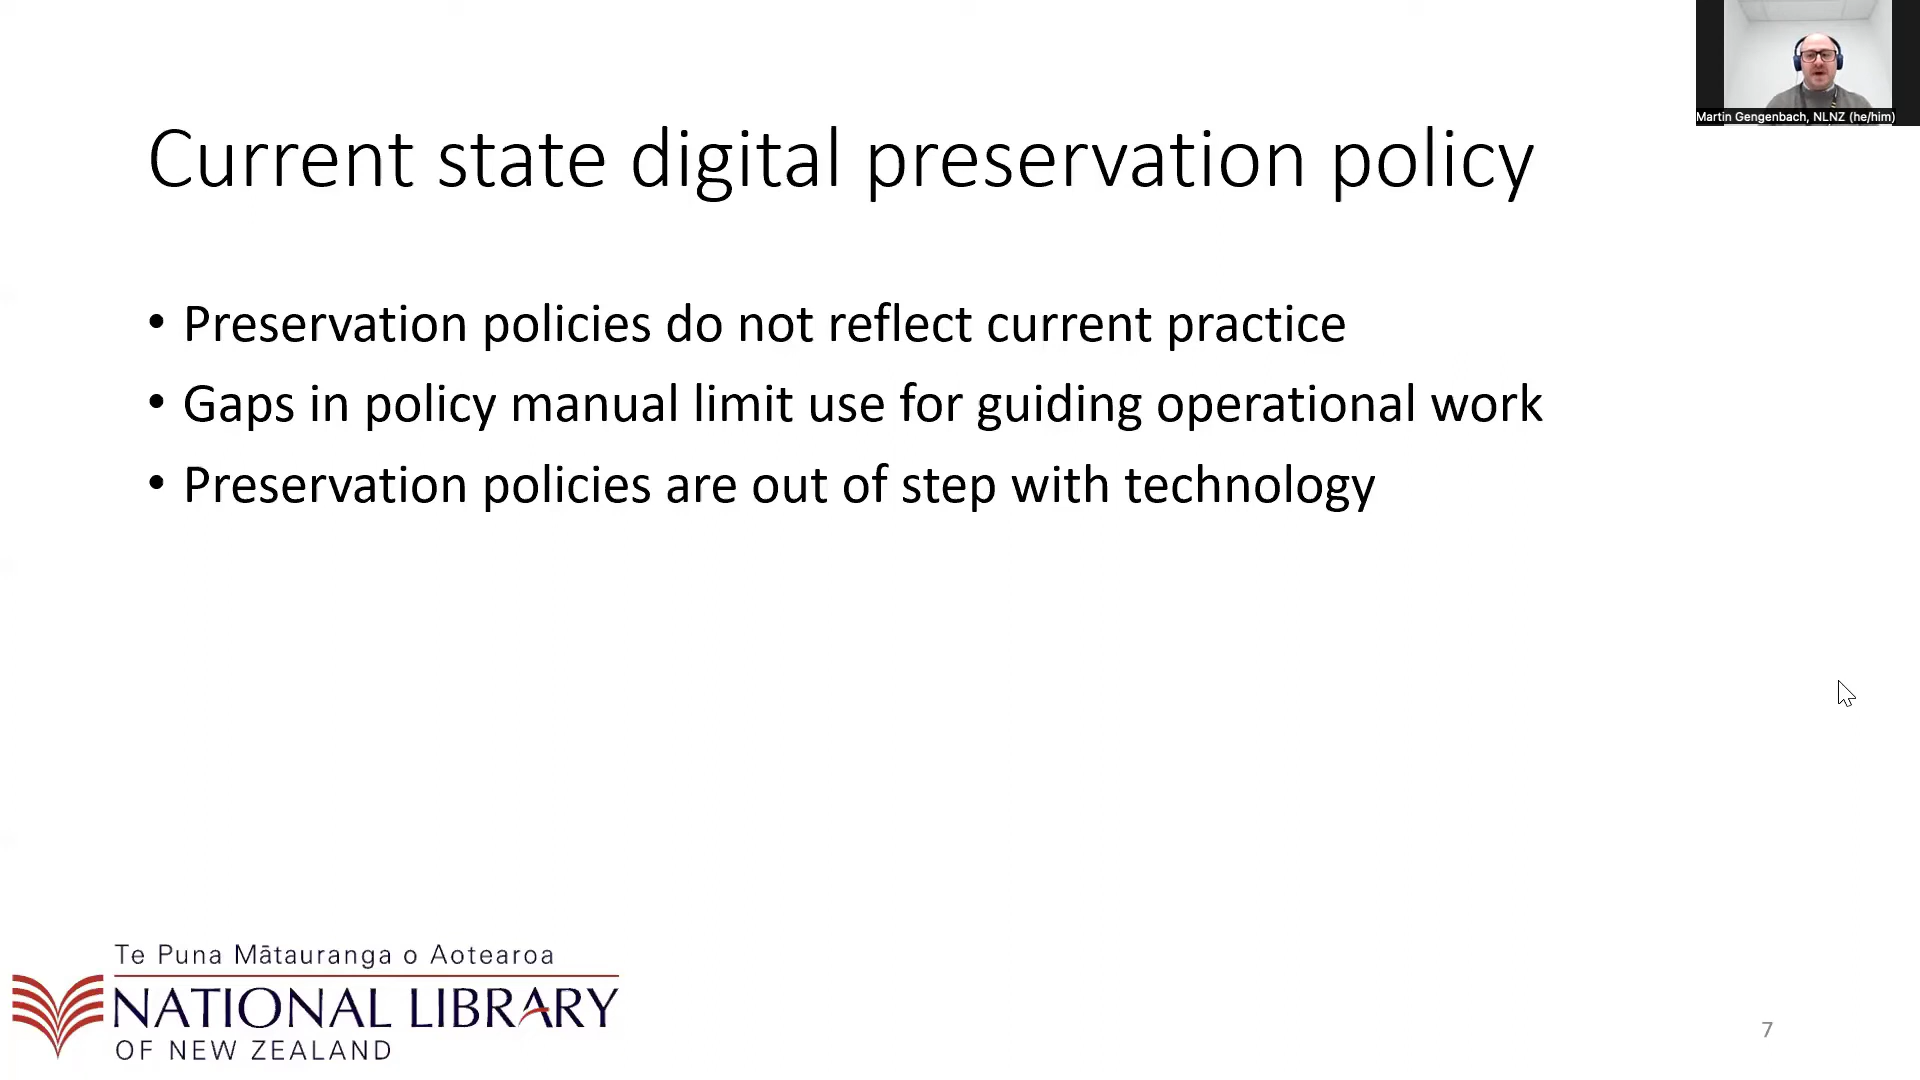 Martin Gengenbach, NLNZ (he/him)
Current state digital preservation policy
• Preservation policies do not reflect current practice
• Gaps in policy manual limit use for guiding operational work
• Preservation policies are out of step with technology
Te Puna Mātauranga o Aotearoa
NATIONAL LIBRARY
OF NEW ZEALAND
7